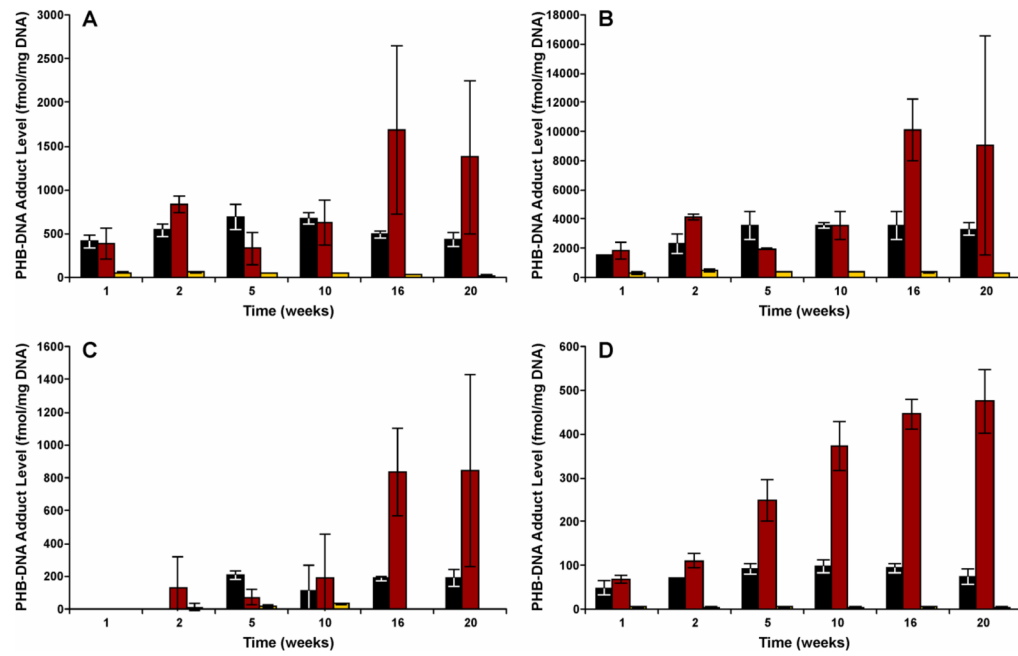 A
PHB-DNA Adduct Level (fmol/mg DNA)
3000
2500
2000
1500
1000
500
0
1 2 5 10 16 20
Time (weeks)
B
PHB-DNA Adduct Level (fmol/mg DNA)
18000
16000
14000
12000
10000
8000
6000
4000
2000
0
1 2 5 10 16 20
Time (weeks)
C
PHB-DNA Adduct Level (fmol/mg DNA)
1600
1400
1200
1000
800
600
400
200
0
1 2 5 10 16 20
Time (weeks)
D
PHB-DNA Adduct Level (fmol/mg DNA)
600
500
400
300
200
100
0
1 2 5 10 16 20
Time (weeks)